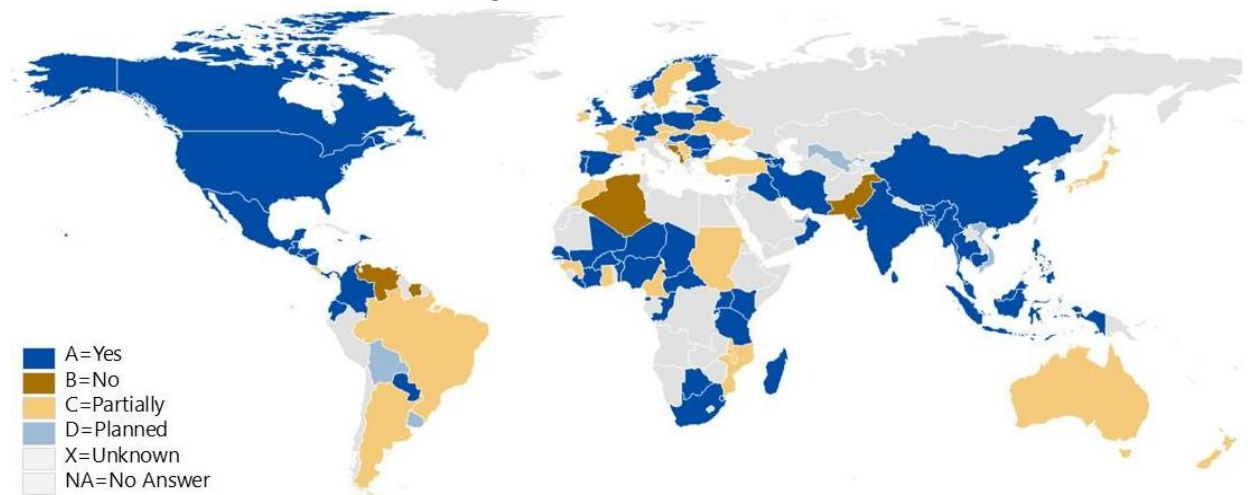 A=Yes
B=No
C=Partially
D=Planned
X=Unknown
NA=No Answer